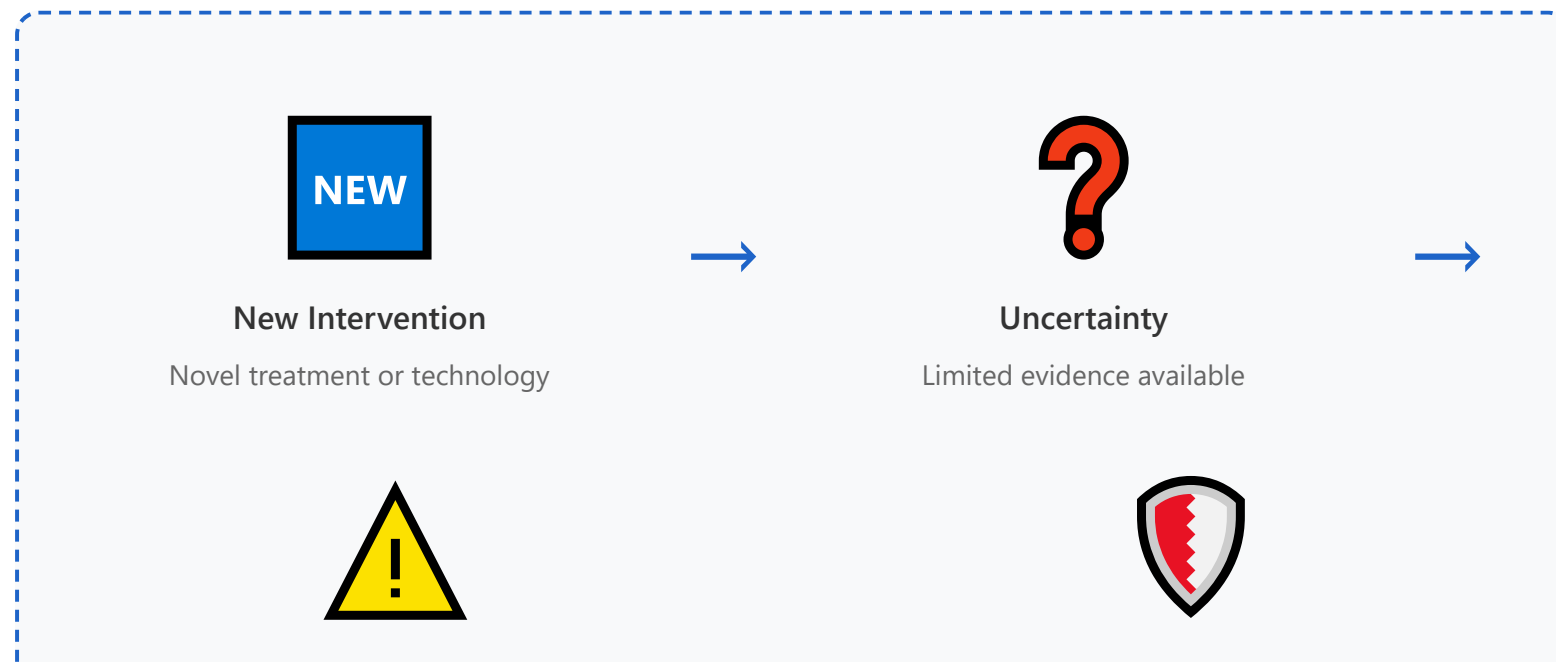 NEW
New Intervention
Novel treatment or technology
→
?
Uncertainty
Limited evidence available
→
!